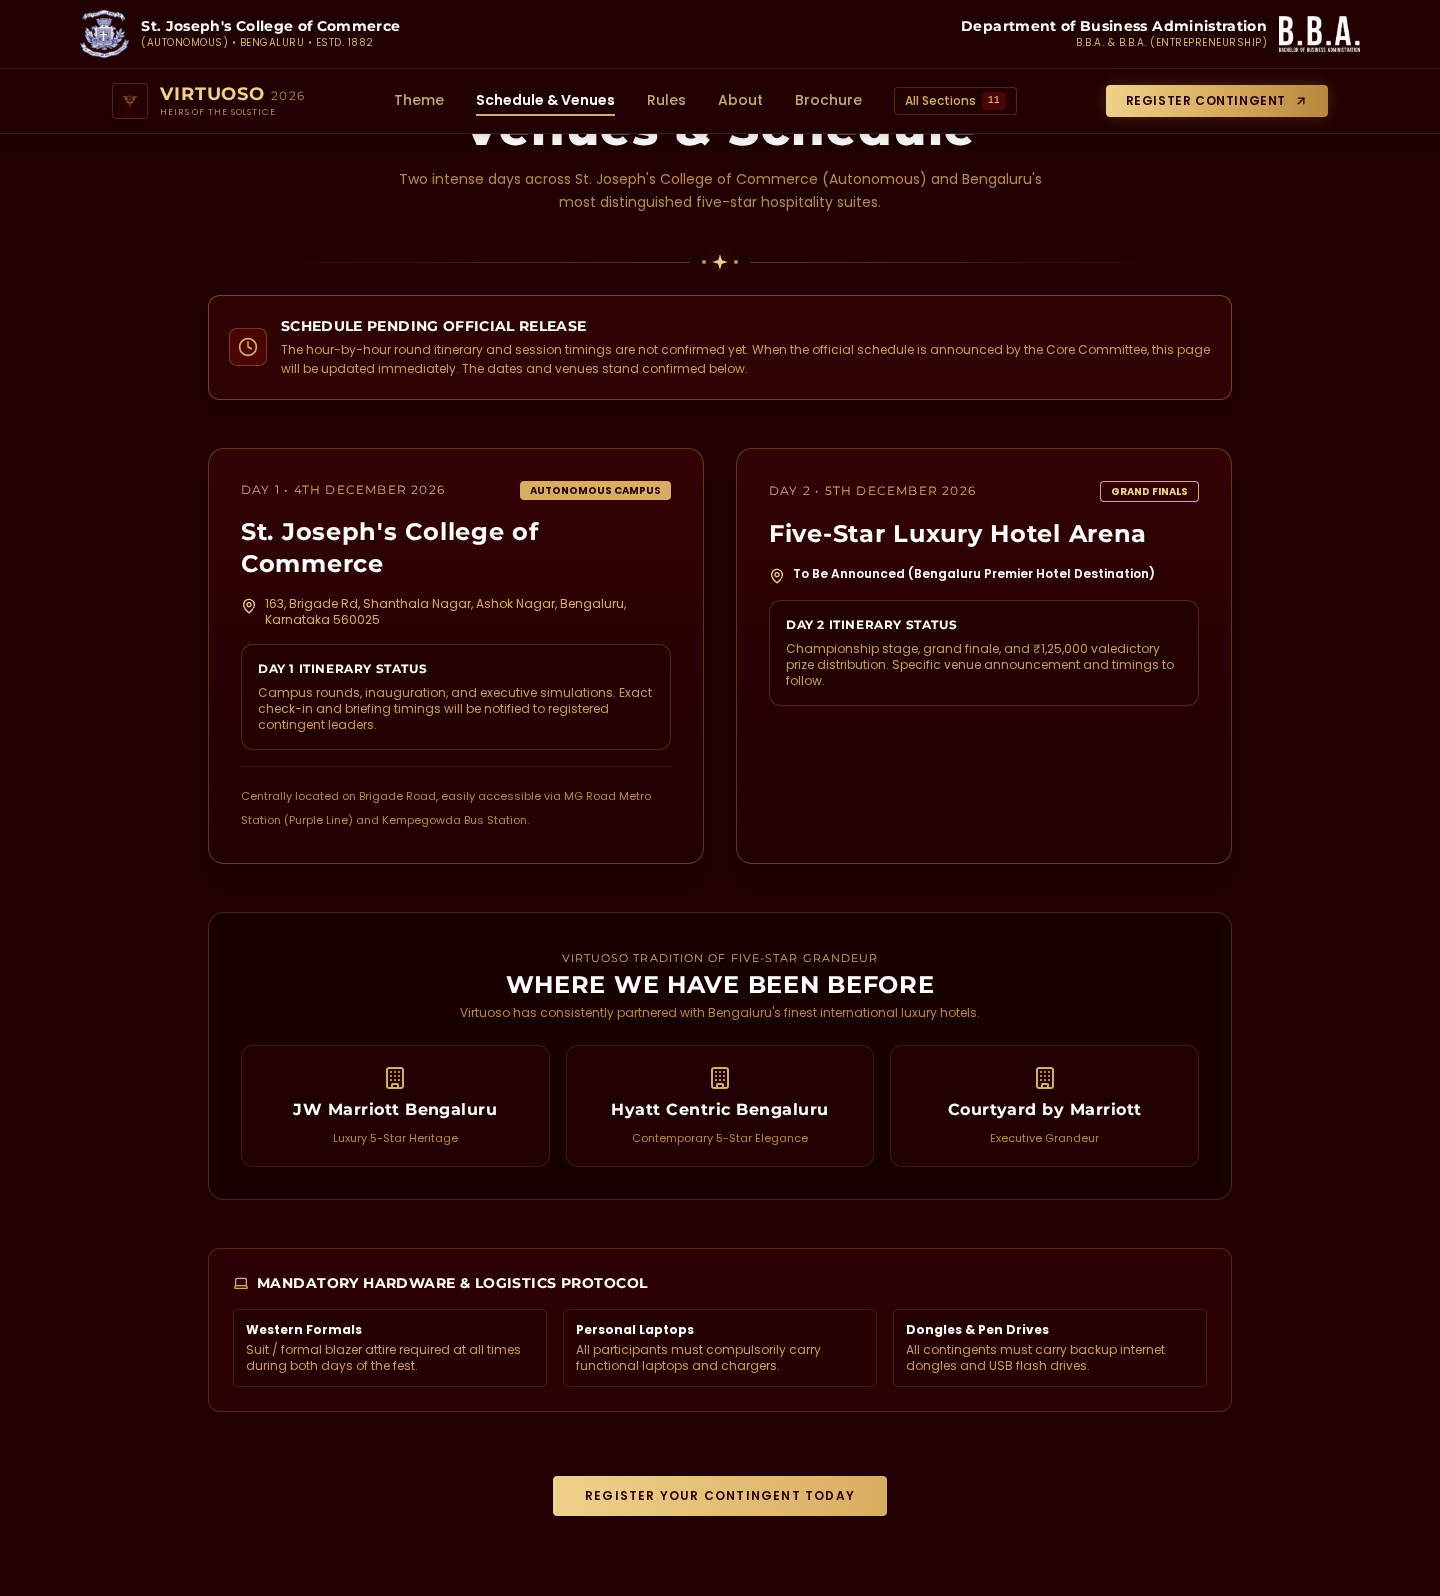 St. Joseph's College of Commerce
(AUTONOMOUS) • BENGALURU • ESTD. 1882
Department of Business Administration
B.B.A. & B.B.A. (ENTREPRENEURSHIP)
B.B.A.
BACHELOR OF BUSINESS ADMINISTRATION
VIRTUOSO 2026
HEIRS OF THE SOLSTICE
Theme
Schedule & Venues
Rules
About
Brochure
All Sections 11
REGISTER CONTINGENT
Venues & Schedule
Two intense days across St. Joseph's College of Commerce (Autonomous) and Bengaluru's
most distinguished five-star hospitality suites.
SCHEDULE PENDING OFFICIAL RELEASE
The hour-by-hour round itinerary and session timings are not confirmed yet. When the official schedule is announced by the Core Committee, this page
will be updated immediately. The dates and venues stand confirmed below.
DAY 1 • 4TH DECEMBER 2026
AUTONOMOUS CAMPUS
St. Joseph's College of
Commerce
163, Brigade Rd, Shanthala Nagar, Ashok Nagar, Bengaluru,
Karnataka 560025
DAY 1 ITINERARY STATUS
Campus rounds, inauguration, and executive simulations. Exact
check-in and briefing timings will be notified to registered
contingent leaders.
Centrally located on Brigade Road, easily accessible via MG Road Metro
Station (Purple Line) and Kempegowda Bus Station.
DAY 2 • 5TH DECEMBER 2026
GRAND FINALS
Five-Star Luxury Hotel Arena
To Be Announced (Bengaluru Premier Hotel Destination)
DAY 2 ITINERARY STATUS
Championship stage, grand finale, and ₹1,25,000 valedictory
prize distribution. Specific venue announcement and timings to
follow.
VIRTUOSO TRADITION OF FIVE-STAR GRANDEUR
WHERE WE HAVE BEEN BEFORE
Virtuoso has consistently partnered with Bengaluru's finest international luxury hotels.
JW Marriott Bengaluru
Luxury 5-Star Heritage
Hyatt Centric Bengaluru
Contemporary 5-Star Elegance
Courtyard by Marriott
Executive Grandeur
MANDATORY HARDWARE & LOGISTICS PROTOCOL
Western Formals
Suit / formal blazer attire required at all times
during both days of the fest.
Personal Laptops
All participants must compulsorily carry
functional laptops and chargers.
Dongles & Pen Drives
All contingents must carry backup internet
dongles and USB flash drives.
REGISTER YOUR CONTINGENT TODAY